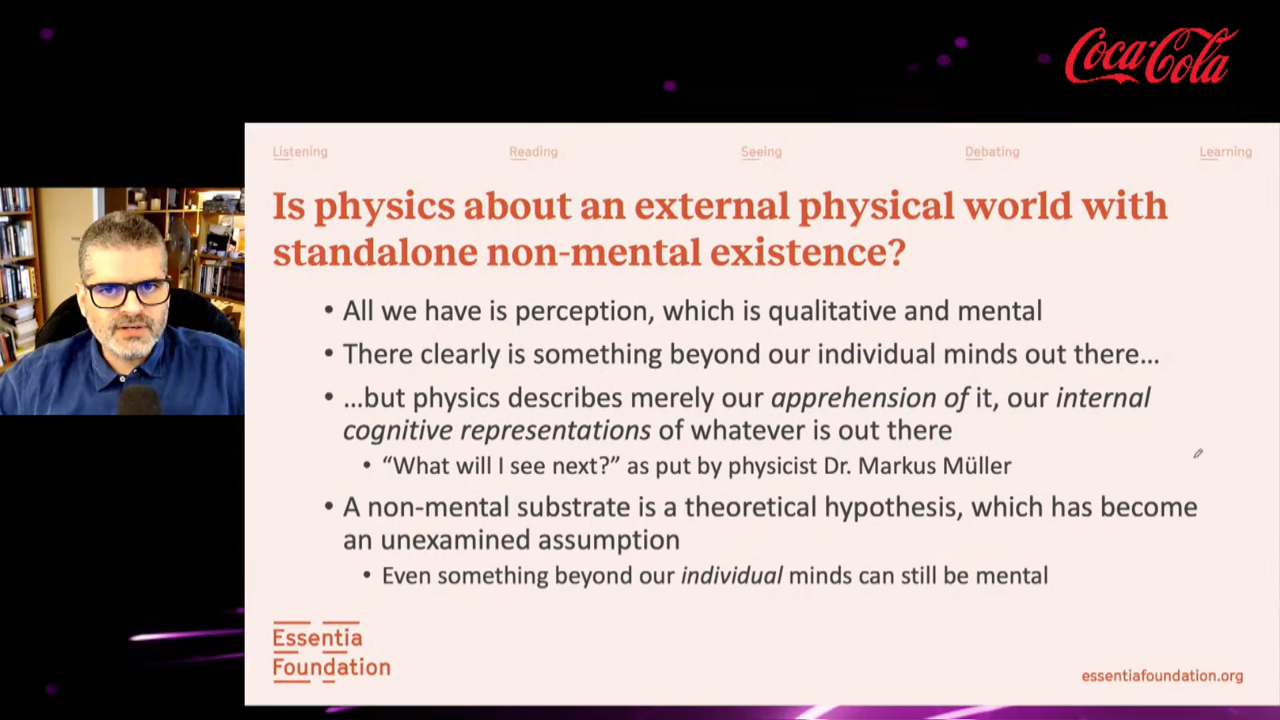 Coca-Cola
Listening Reading Seeing Debating Learning
Is physics about an external physical world with
standalone non-mental existence?
• All we have is perception, which is qualitative and mental
• There clearly is something beyond our individual minds out there...
• ...but physics describes merely our apprehension of it, our internal
cognitive representations of whatever is out there
• “What will I see next?” as put by physicist Dr. Markus Müller
• A non-mental substrate is a theoretical hypothesis, which has become
an unexamined assumption
• Even something beyond our individual minds can still be mental
Essentia
Foundation
essentiafoundation.org